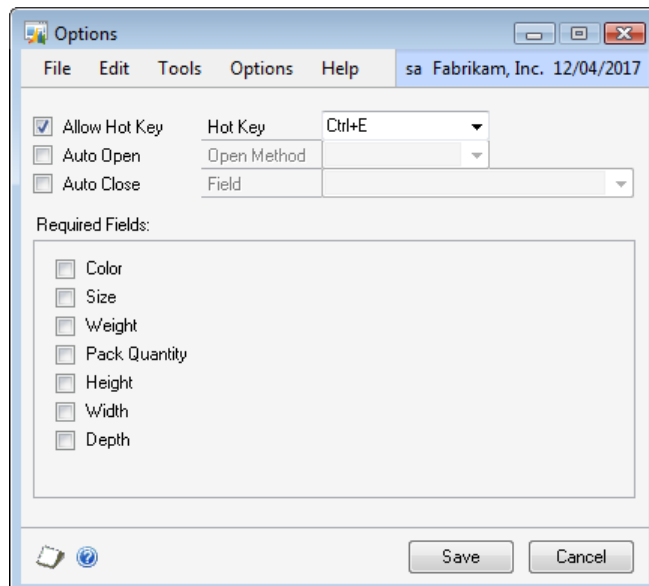 Options
File Edit Tools Options Help sa Fabrikam, Inc. 12/04/2017
Allow Hot Key Hot Key Ctrl+E
Auto Open Open Method
Auto Close Field
Required Fields:
Color
Size
Weight
Pack Quantity
Height
Width
Depth
Save Cancel